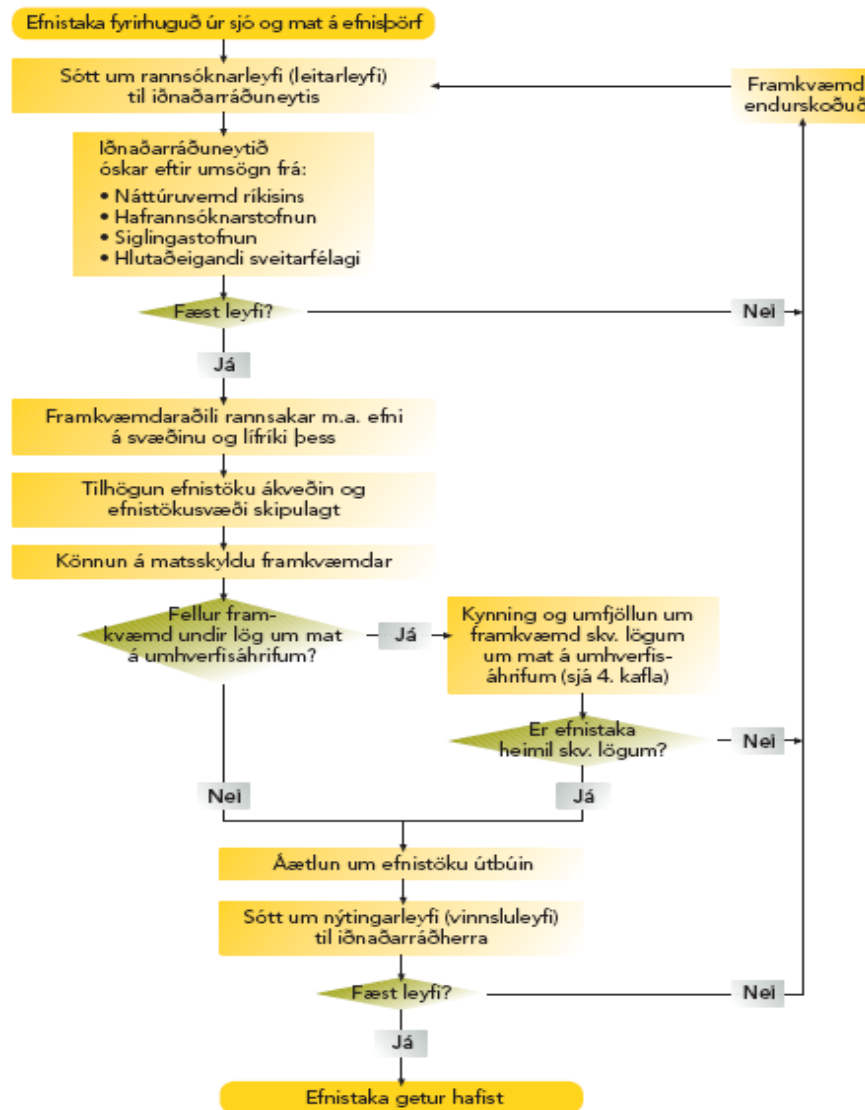 Efnistaka fyrirhuguð úr sjó og mat á efnisþörf
Sótt um rannsóknarleyfi (leitarleyfi)
til iðnaðarráðuneytis
Framkvæmd
endurskoðuð
Iðnaðarráðuneytið
óskar eftir umsögn frá:
• Náttúruvernd ríkisins
• Hafrannsóknarstofnun
• Siglingastofnun
• Hlutaðeigandi sveitarfélagi
Fæst leyfi?
Nei
Já
Framkvæmdaraðili rannsakar m.a. efni
á svæðinu og lífríki þess
Tilhögun efnistöku ákveðin og
efnistökusvæði skipulagt
Könnun á matsskyldu framkvæmdar
Fellur fram-
kvæmd undir lög um mat
á umhverfisáhrifum?
Já
Kynning og umfjöllun um
framkvæmd skv. lögum
um mat á umhverfis-
áhrifum (sjá 4. kafla)
Er efnistaka
heimil skv. lögum?
Nei
Nei
Já
Áætlun um efnistöku útbúin
Sótt um nýtingarleyfi (vinnsluleyfi)
til iðnaðarráðherra
Fæst leyfi?
Nei
Já
Efnistaka getur hafist